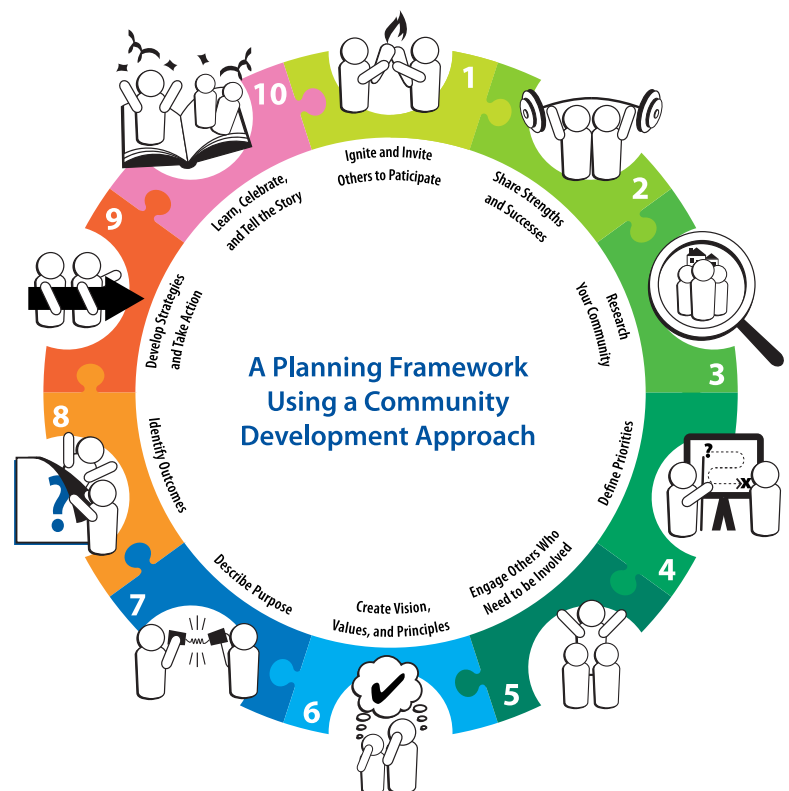 A Planning Framework
Using a Community
Development Approach
1
Ignite and Invite
Others to Paticipate
2
Share Strengths
and Successes
3
Research
Your Community
4
Define Priorities
?
x
5
Engage Others Who
Need to be Involved
6
Create Vision,
Values, and Principles
7
Describe Purpose
8
Identify Outcomes
?
9
Develop Strategies
and Take Action
10
Learn, Celebrate,
and Tell the Story